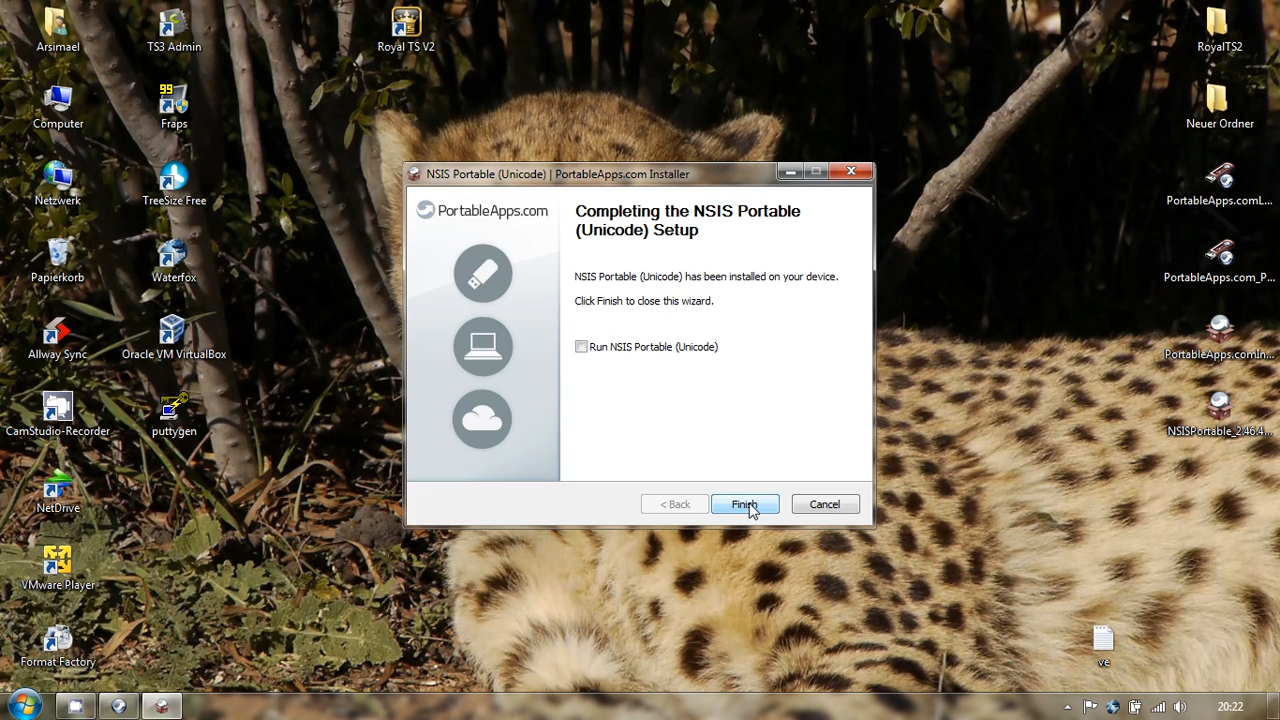 Arsimael
TS3 Admin
Royal TS V2
RoyalTS2
Computer
99
Fraps
Neuer Ordner
Netzwerk
TreeSize Free
PortableApps.comL...
Papierkorb
Waterfox
PortableApps.com_P...
Allway Sync
Oracle VM VirtualBox
PortableApps.comIn...
CamStudio-Recorder
puttygen
NSISPortable_2.46.4...
NetDrive
VMware Player
Format Factory
ve
NSIS Portable (Unicode) | PortableApps.com Installer
PortableApps.com
Completing the NSIS Portable
(Unicode) Setup
NSIS Portable (Unicode) has been installed on your device.
Click Finish to close this wizard.
Run NSIS Portable (Unicode)
< Back
Finish
Cancel
20:22